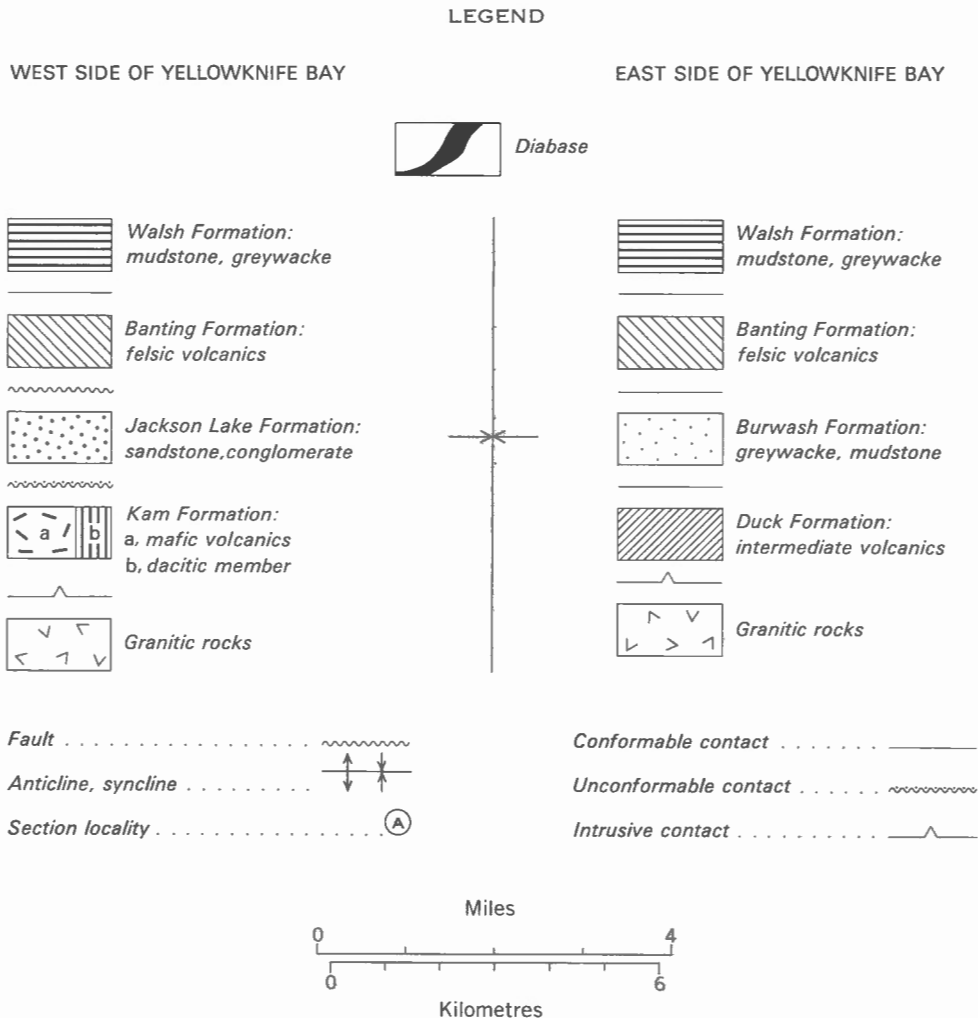 LEGEND
WEST SIDE OF YELLOWKNIFE BAY
EAST SIDE OF YELLOWKNIFE BAY
Diabase
Walsh Formation:
mudstone, greywacke
Banting Formation:
felsic volcanics
Jackson Lake Formation:
sandstone,conglomerate
a
b
Kam Formation:
a, mafic volcanics
b, dacitic member
Granitic rocks
Walsh Formation:
mudstone, greywacke
Banting Formation:
felsic volcanics
Burwash Formation:
greywacke, mudstone
Duck Formation:
intermediate volcanics
Granitic rocks
Fault . . . . . . . . . . . . . . . . .
Anticline, syncline . . . . . . . . .
Section locality . . . . . . . . . . . . . . . A
Conformable contact . . . . . . .
Unconformable contact . . . . . .
Intrusive contact . . . . . . . . .
Miles
0 4
0 6
Kilometres